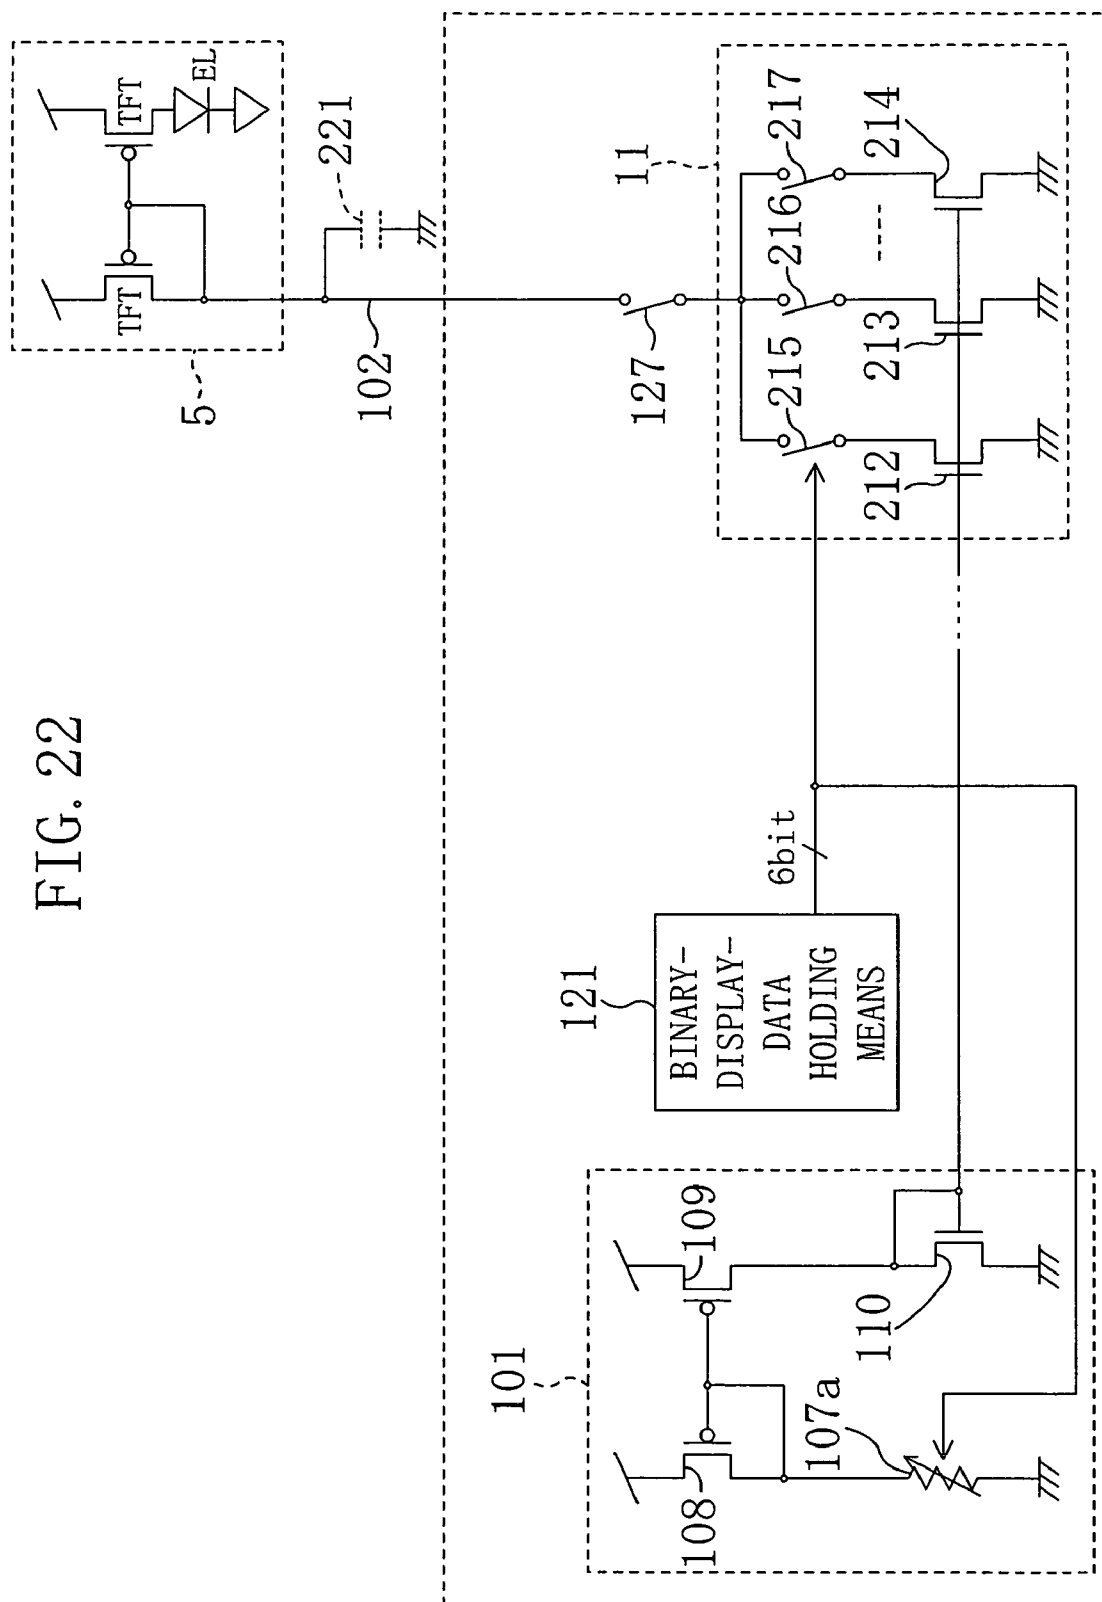 FIG. 22
5
TFT
TFT
EL
221
102
127
11
215
216
217
212
213
214
6bit
121
BINARY-
DISPLAY-
DATA
HOLDING
MEANS
101
108
109
107a
110